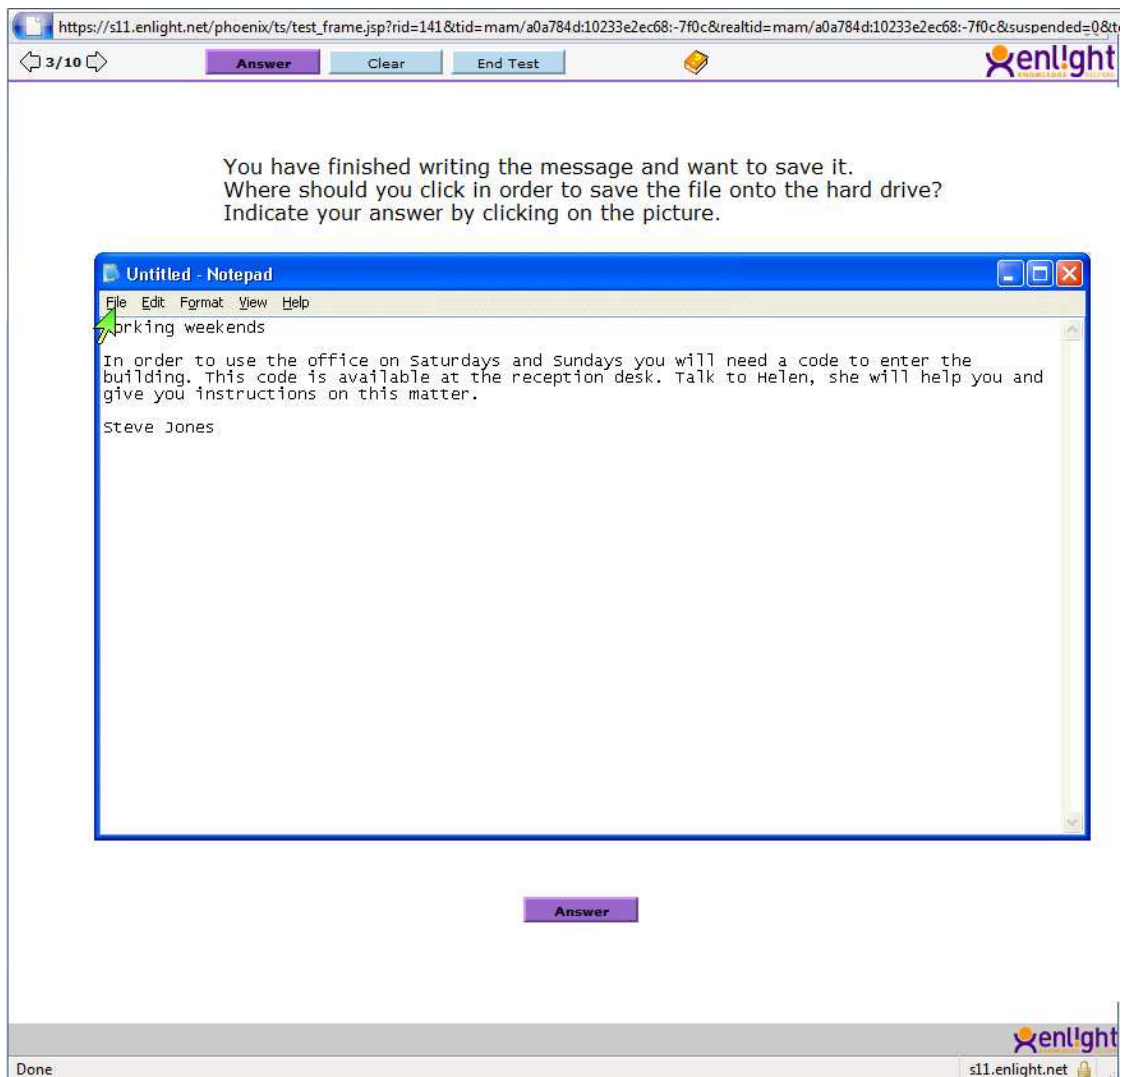 https://s11.enlight.net/phoenix/ts/test_frame.jsp?rid=141&tid=mam/a0a784d:10233e2ec68:-7f0c&realtid=mam/a0a784d:10233e2ec68:-7f0c&suspended=0&t
3/10 Answer Clear End Test enl!ght
You have finished writing the message and want to save it.
Where should you click in order to save the file onto the hard drive?
Indicate your answer by clicking on the picture.
Untitled - Notepad
File Edit Format View Help
orking weekends
In order to use the office on Saturdays and Sundays you will need a code to enter the
building. This code is available at the reception desk. Talk to Helen, she will help you and
give you instructions on this matter.
Steve Jones
Answer
enl!ght
Done s11.enlight.net